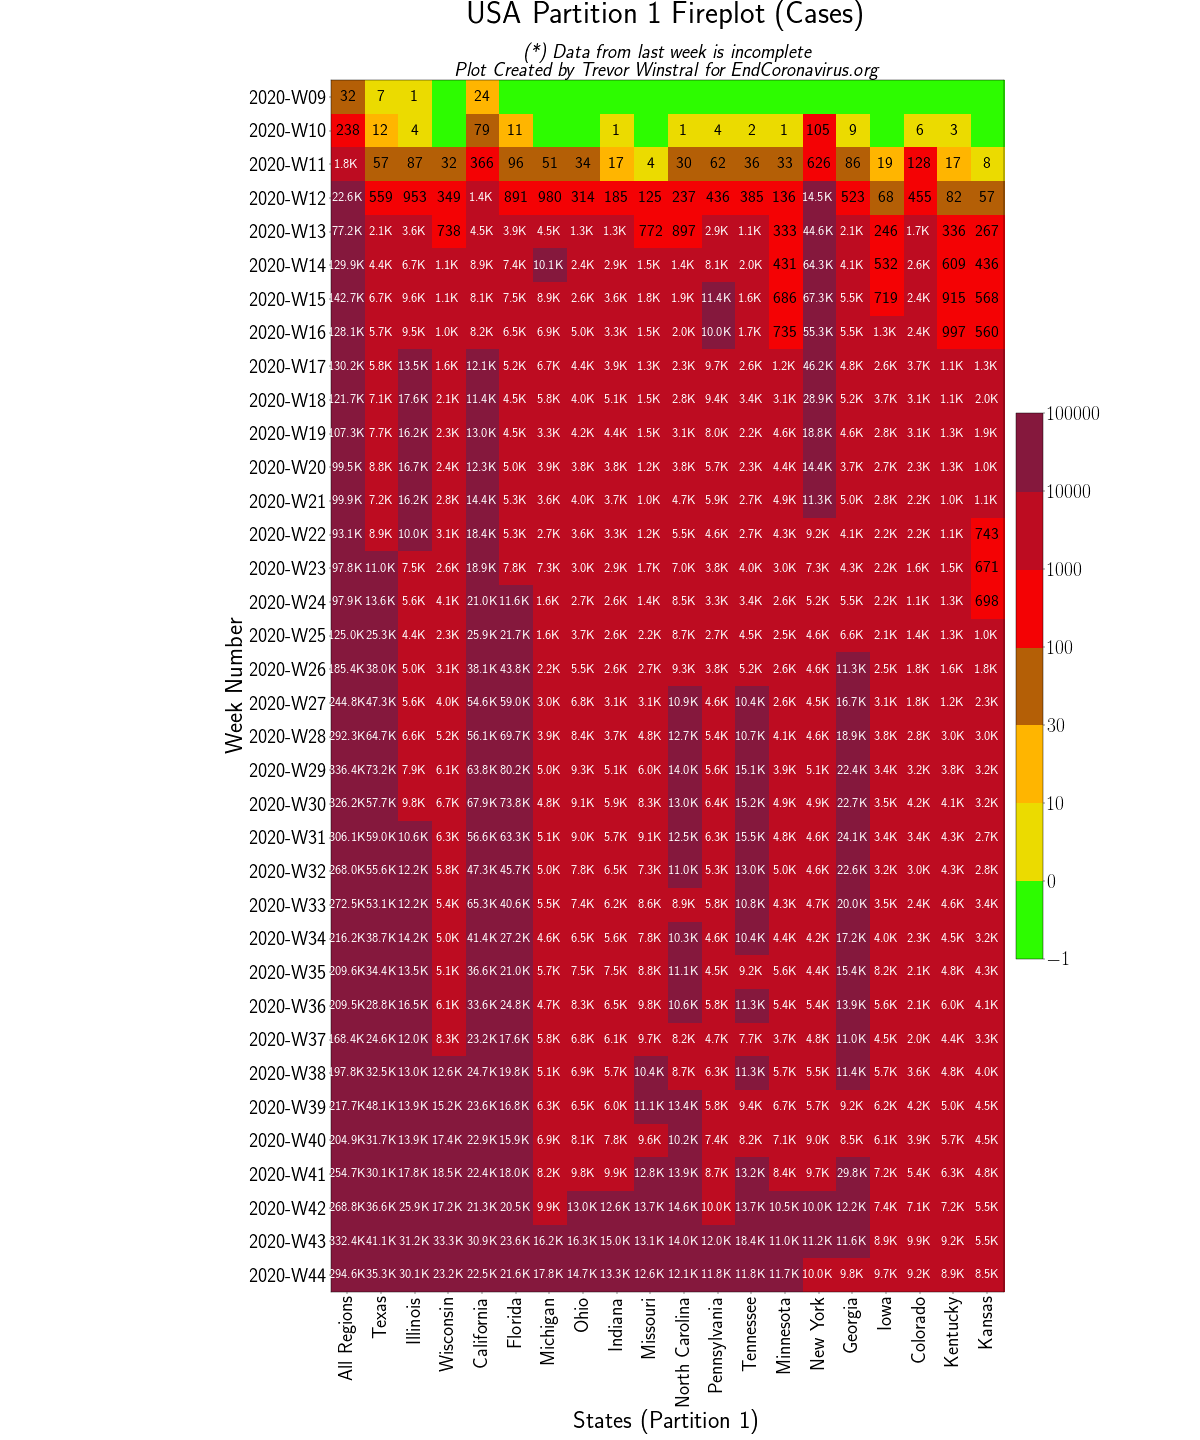 USA Partition 1 Fireplot (Cases)
(*) Data from last week is incomplete
Plot Created by Trevor Winstral for EndCoronavirus.org
2020-W09 32 7 1 24
2020-W10 238 12 4 79 11 1 1 4 2 1 105 9 6 3
2020-W11 1.8K 57 87 32 366 96 51 34 17 4 30 62 36 33 626 86 19 128 17 8
2020-W12 22.6K 559 953 349 1.4K 891 980 314 185 125 237 436 385 136 14.5K 523 68 455 82 57
2020-W13 77.2K 2.1K 3.6K 738 4.5K 3.9K 4.5K 1.3K 1.3K 772 897 2.9K 1.1K 333 44.6K 2.1K 246 1.7K 336 267
2020-W14 129.9K 4.4K 6.7K 1.1K 8.9K 7.4K 10.1K 2.4K 2.9K 1.5K 1.4K 8.1K 2.0K 431 64.3K 4.1K 532 2.6K 609 436
2020-W15 142.7K 6.7K 9.6K 1.1K 8.1K 7.5K 8.9K 2.6K 3.6K 1.8K 1.9K 11.4K 1.6K 686 67.3K 5.5K 719 2.4K 915 568
2020-W16 128.1K 5.7K 9.5K 1.0K 8.2K 6.5K 6.9K 5.0K 3.3K 1.5K 2.0K 10.0K 1.7K 735 55.3K 5.5K 1.3K 2.4K 997 560
2020-W17 130.2K 5.8K 13.5K 1.6K 12.1K 5.2K 6.7K 4.4K 3.9K 1.3K 2.3K 9.7K 2.6K 1.2K 46.2K 4.8K 2.6K 3.7K 1.1K 1.3K
2020-W18 121.7K 7.1K 17.6K 2.1K 11.4K 4.5K 5.8K 4.0K 5.1K 1.5K 2.8K 9.4K 3.4K 3.1K 28.9K 5.2K 3.7K 3.1K 1.1K 2.0K
2020-W19 107.3K 7.7K 16.2K 2.3K 13.0K 4.5K 3.3K 4.2K 4.4K 1.5K 3.1K 8.0K 2.2K 4.6K 18.8K 4.6K 2.8K 3.1K 1.3K 1.9K
2020-W20 99.5K 8.8K 16.7K 2.4K 12.3K 5.0K 3.9K 3.8K 3.8K 1.2K 3.8K 5.7K 2.3K 4.4K 14.4K 3.7K 2.7K 2.3K 1.3K 1.0K
2020-W21 99.9K 7.2K 16.2K 2.8K 14.4K 5.3K 3.6K 4.0K 3.7K 1.0K 4.7K 5.9K 2.7K 4.9K 11.3K 5.0K 2.8K 2.2K 1.0K 1.1K
2020-W22 93.1K 8.9K 10.0K 3.1K 18.4K 5.3K 2.7K 3.6K 3.3K 1.2K 5.5K 4.6K 2.7K 4.3K 9.2K 4.1K 2.2K 2.2K 1.1K 743
2020-W23 97.8K 11.0K 7.5K 2.6K 18.9K 7.8K 7.3K 3.0K 2.9K 1.7K 7.0K 3.8K 4.0K 3.0K 7.3K 4.3K 2.2K 1.6K 1.5K 671
2020-W24 97.9K 13.6K 5.6K 4.1K 21.0K 11.6K 1.6K 2.7K 2.6K 1.4K 8.5K 3.3K 3.4K 2.6K 5.2K 5.5K 2.2K 1.1K 1.3K 698
2020-W25 125.0K 25.3K 4.4K 2.3K 25.9K 21.7K 1.6K 3.7K 2.6K 2.2K 8.7K 2.7K 4.5K 2.5K 4.6K 6.6K 2.1K 1.4K 1.3K 1.0K
2020-W26 185.4K 38.0K 5.0K 3.1K 38.1K 43.8K 2.2K 5.5K 2.6K 2.7K 9.3K 3.8K 5.2K 2.6K 4.6K 11.3K 2.5K 1.8K 1.6K 1.8K
2020-W27 244.8K 47.3K 5.6K 4.0K 54.6K 59.0K 3.0K 6.8K 3.1K 3.1K 10.9K 4.6K 10.4K 2.6K 4.5K 16.7K 3.1K 1.8K 1.2K 2.3K
2020-W28 292.3K 64.7K 6.6K 5.2K 56.1K 69.7K 3.9K 8.4K 3.7K 4.8K 12.7K 5.4K 10.7K 4.1K 4.6K 18.9K 3.8K 2.8K 3.0K 3.0K
2020-W29 336.4K 73.2K 7.9K 6.1K 63.8K 80.2K 5.0K 9.3K 5.1K 6.0K 14.0K 5.6K 15.1K 3.9K 5.1K 22.4K 3.4K 3.2K 3.8K 3.2K
2020-W30 326.2K 57.7K 9.8K 6.7K 67.9K 73.8K 4.8K 9.1K 5.9K 8.3K 13.0K 6.4K 15.2K 4.9K 4.9K 22.7K 3.5K 4.2K 4.1K 3.2K
2020-W31 306.1K 59.0K 10.6K 6.3K 56.6K 63.3K 5.1K 9.0K 5.7K 9.1K 12.5K 6.3K 15.5K 4.8K 4.6K 24.1K 3.4K 3.4K 4.3K 2.7K
2020-W32 268.0K 55.6K 12.2K 5.8K 47.3K 45.7K 5.0K 7.8K 6.5K 7.3K 11.0K 5.3K 13.0K 5.0K 4.6K 22.6K 3.2K 3.0K 4.3K 2.8K
2020-W33 272.5K 53.1K 12.2K 5.4K 65.3K 40.6K 5.5K 7.4K 6.2K 8.6K 8.9K 5.8K 10.8K 4.3K 4.7K 20.0K 3.5K 2.4K 4.6K 3.4K
2020-W34 216.2K 38.7K 14.2K 5.0K 41.4K 27.2K 4.6K 6.5K 5.6K 7.8K 10.3K 4.6K 10.4K 4.4K 4.2K 17.2K 4.0K 2.3K 4.5K 3.2K
2020-W35 209.6K 34.4K 13.5K 5.1K 36.6K 21.0K 5.7K 7.5K 7.5K 8.8K 11.1K 4.5K 9.2K 5.6K 4.4K 15.4K 8.2K 2.1K 4.8K 4.3K
2020-W36 209.5K 28.8K 16.5K 6.1K 33.6K 24.8K 4.7K 8.3K 6.5K 9.8K 10.6K 5.8K 11.3K 5.4K 5.4K 13.9K 5.6K 2.1K 6.0K 4.1K
2020-W37 168.4K 24.6K 12.0K 8.3K 23.2K 17.6K 5.8K 6.8K 6.1K 9.7K 8.2K 4.7K 7.7K 3.7K 4.8K 11.0K 4.5K 2.0K 4.4K 3.3K
2020-W38 197.8K 32.5K 13.0K 12.6K 24.7K 19.8K 5.1K 6.9K 5.7K 10.4K 8.7K 6.3K 11.3K 5.7K 5.5K 11.4K 5.7K 3.6K 4.8K 4.0K
2020-W39 217.7K 48.1K 13.9K 15.2K 23.6K 16.8K 6.3K 6.5K 6.0K 11.1K 13.4K 5.8K 9.4K 6.7K 5.7K 9.2K 6.2K 4.2K 5.0K 4.5K
2020-W40 204.9K 31.7K 13.9K 17.4K 22.9K 15.9K 6.9K 8.1K 7.8K 9.6K 10.2K 7.4K 8.2K 7.1K 9.0K 8.5K 6.1K 3.9K 5.7K 4.5K
2020-W41 254.7K 30.1K 17.8K 18.5K 22.4K 18.0K 8.2K 9.8K 9.9K 12.8K 13.9K 8.7K 13.2K 8.4K 9.7K 29.8K 7.2K 5.4K 6.3K 4.8K
2020-W42 268.8K 36.6K 25.9K 17.2K 21.3K 20.5K 9.9K 13.0K 12.6K 13.7K 14.6K 10.0K 13.7K 10.5K 10.0K 12.2K 7.4K 7.1K 7.2K 5.5K
2020-W43 332.4K 41.1K 31.2K 33.3K 30.9K 23.6K 16.2K 16.3K 15.0K 13.1K 14.0K 12.0K 18.4K 11.0K 11.2K 11.6K 8.9K 9.9K 9.2K 5.5K
2020-W44 294.6K 35.3K 30.1K 23.2K 22.5K 21.6K 17.8K 14.7K 13.3K 12.6K 12.1K 11.8K 11.8K 11.7K 10.0K 9.8K 9.7K 9.2K 8.9K 8.5K
Week Number
All Regions
Texas
Illinois
Wisconsin
California
Florida
Michigan
Ohio
Indiana
Missouri
North Carolina
Pennsylvania
Tennessee
Minnesota
New York
Georgia
Iowa
Colorado
Kentucky
Kansas
States (Partition 1)
100000
10000
1000
100
30
10
0
−1